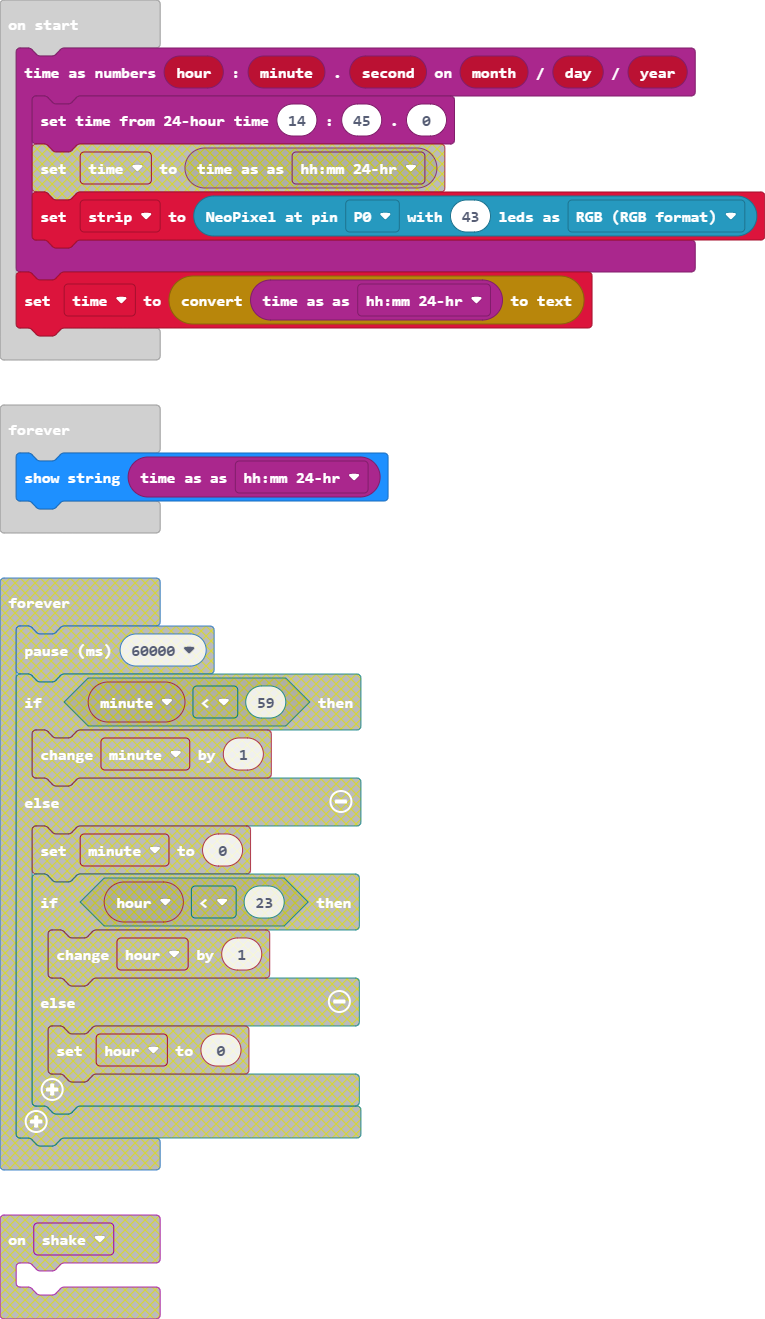 on start
time as numbers hour : minute . second on month / day / year
set time from 24-hour time 14 : 45 . 0
set time to time as as hh:mm 24-hr
set strip to NeoPixel at pin P0 with 43 leds as RGB (RGB format)
set time to convert time as as hh:mm 24-hr to text
forever
show string time as as hh:mm 24-hr
forever
pause (ms) 60000
if minute < 59 then
change minute by 1
else
set minute to 0
if hour < 23 then
change hour by 1
else
set hour to 0
on shake